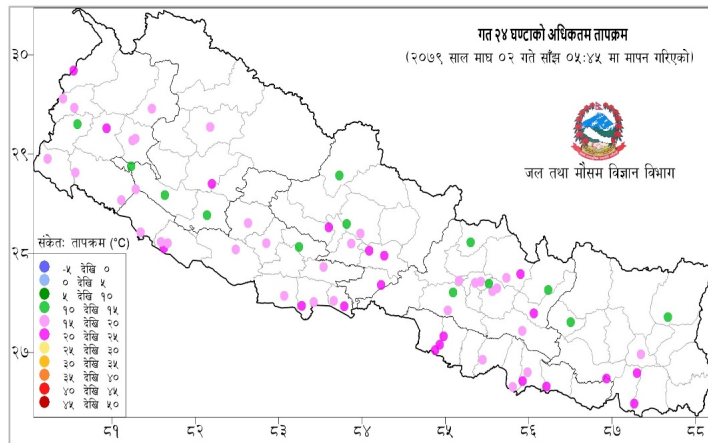 गत २४ घण्टाको अधिकतम तापक्रम
(२०७९ साल माघ ०२ गते साँझ ०५:४५ मा मापन गरिएको)
जल तथा मौसम विज्ञान विभाग
३०
२९
२८
२७
संकेतः तापक्रम (°C)
-५ देखि ०
० देखि ५
५ देखि १०
१० देखि १५
१५ देखि २०
२० देखि २५
२५ देखि ३०
३० देखि ३५
३५ देखि ४०
४० देखि ४५
४५ देखि ५०
८१ ८२ ८३ ८४ ८५ ८६ ८७ ८८